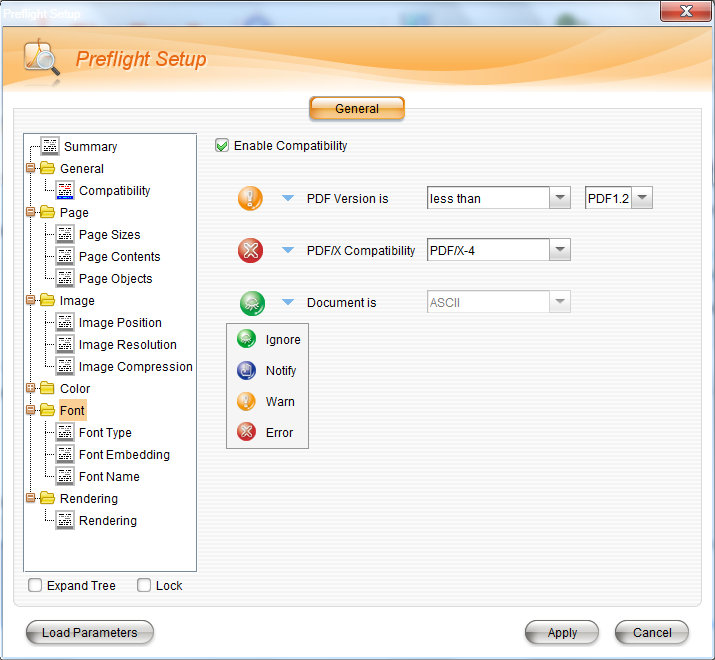 Preflight Setup
Preflight Setup
General
Summary
General
Compatibility
Page
Page Sizes
Page Contents
Page Objects
Image
Image Position
Image Resolution
Image Compression
Color
Font
Font Type
Font Embedding
Font Name
Rendering
Rendering
Expand Tree Lock
Enable Compatibility
PDF Version is less than PDF1.2
PDF/X Compatibility PDF/X-4
Document is ASCII
Ignore
Notify
Warn
Error
Load Parameters Apply Cancel